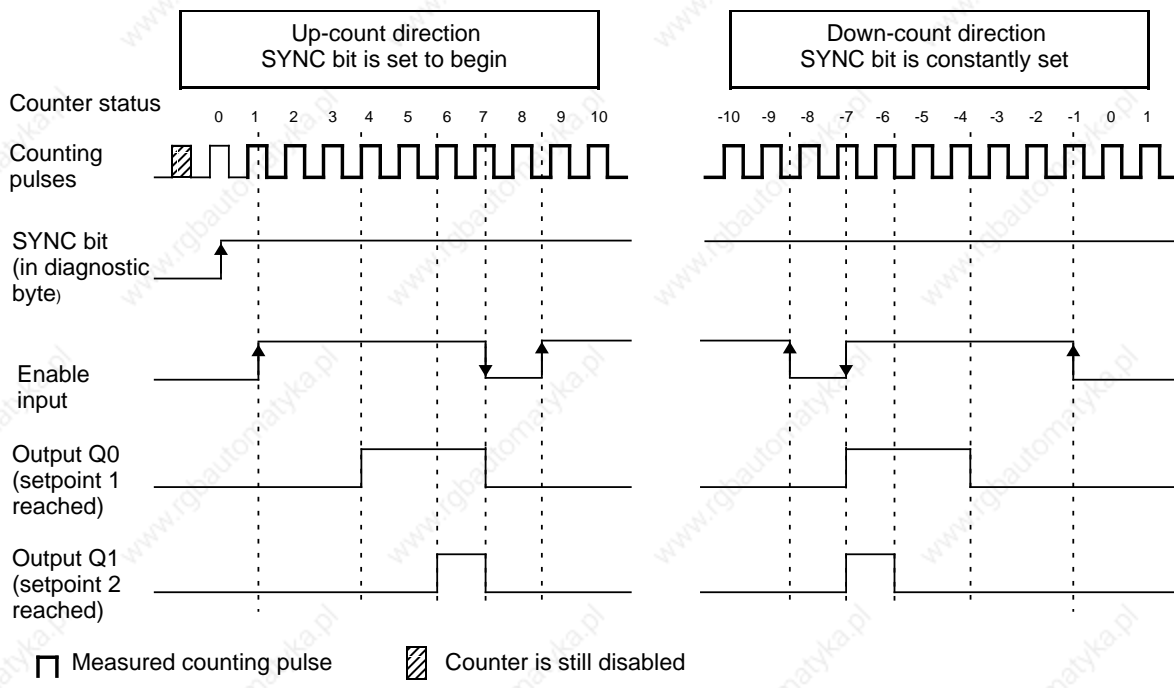 Up-count direction
SYNC bit is set to begin
Down-count direction
SYNC bit is constantly set
Counter status
0 1 2 3 4 5 6 7 8 9 10
-10 -9 -8 -7 -6 -5 -4 -3 -2 -1 0 1
Counting
pulses
SYNC bit
(in diagnostic
byte)
Enable
input
Output Q0
(setpoint 1
reached)
Output Q1
(setpoint 2
reached)
Measured counting pulse
Counter is still disabled
www.rgbautomatyka.pl